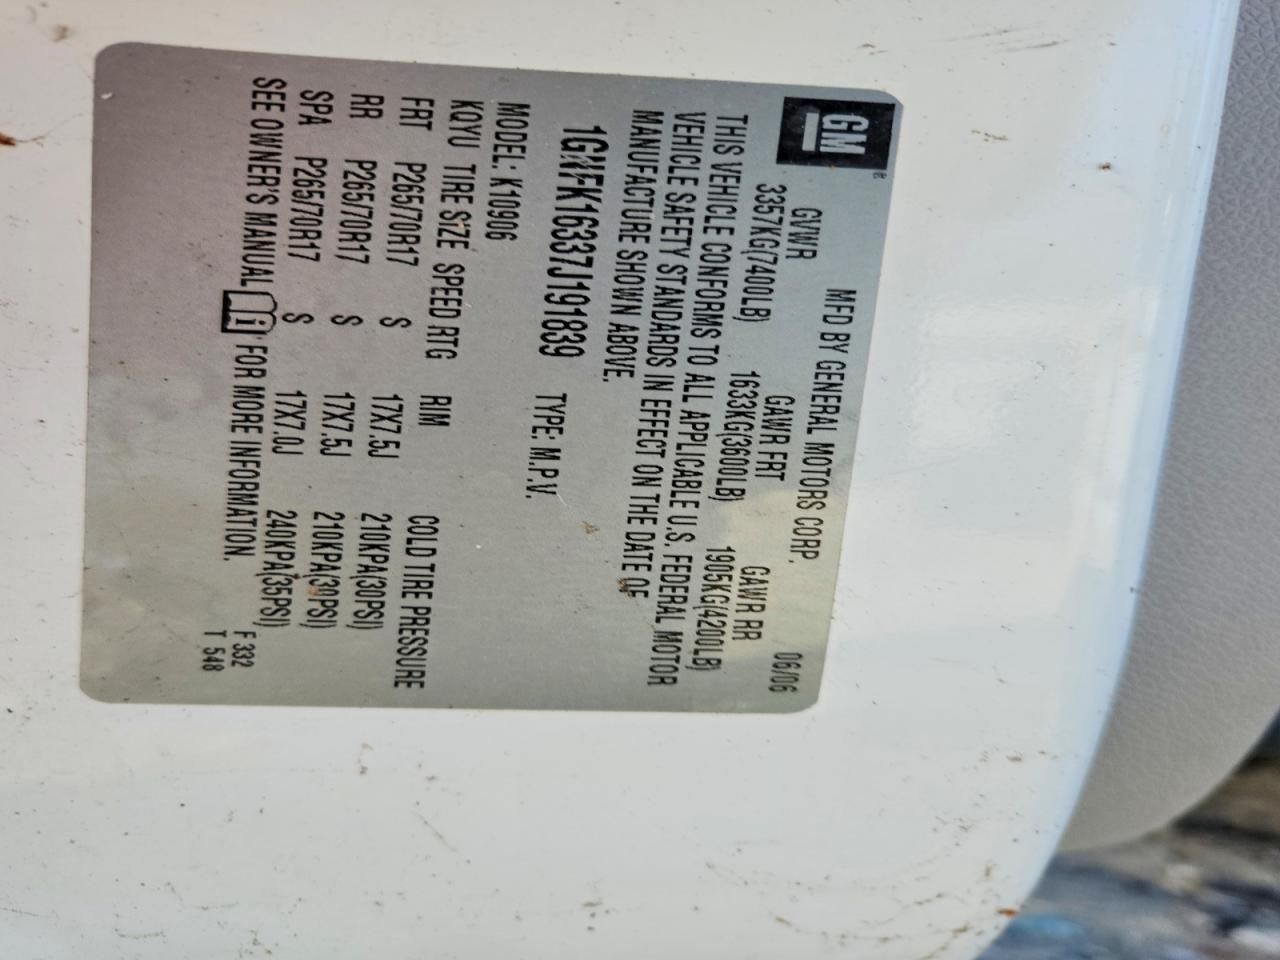 GM®
MFD BY GENERAL MOTORS CORP. 06/06
GVWR GAWR FRT GAWR RR
3357KG(7400LB) 1633KG(3600LB) 1905KG(4200LB)
THIS VEHICLE CONFORMS TO ALL APPLICABLE U.S. FEDERAL MOTOR
VEHICLE SAFETY STANDARDS IN EFFECT ON THE DATE OF
MANUFACTURE SHOWN ABOVE.
1GNFK16337J191839 TYPE: M.P.V.
MODEL: K10906
KQYU TIRE SIZE SPEED RTG RIM COLD TIRE PRESSURE
FRT P265/70R17 S 17X7.5J 210KPA(30PSI)
RR P265/70R17 S 17X7.5J 210KPA(30PSI)
SPA P265/70R17 S 17X7.0J 240KPA(35PSI)
SEE OWNER'S MANUAL i FOR MORE INFORMATION.
F 332
T 548